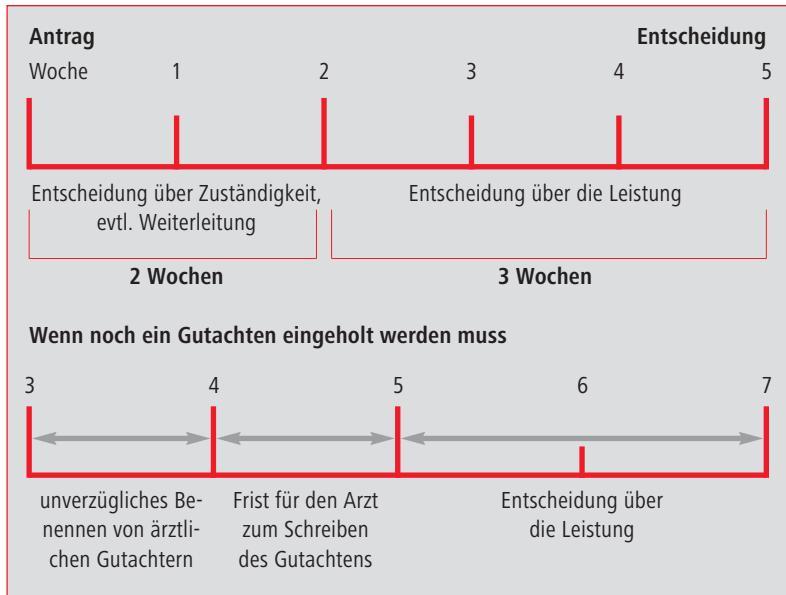 Antrag Entscheidung
Woche 1 2 3 4 5
Entscheidung über Zuständigkeit,
evtl. Weiterleitung
Entscheidung über die Leistung
2 Wochen 3 Wochen
Wenn noch ein Gutachten eingeholt werden muss
3 4 5 6 7
unverzügliches Be-
nennen von ärztli-
chen Gutachtern
Frist für den Arzt
zum Schreiben
des Gutachtens
Entscheidung über
die Leistung